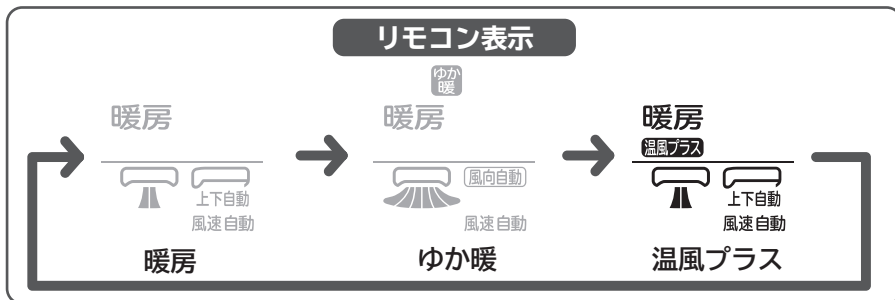 リモコン表示
暖房
上下自動
風速自動
暖房
ゆか暖
暖房
風向自動
風速自動
ゆか暖
暖房
温風プラス
上下自動
風速自動
温風プラス